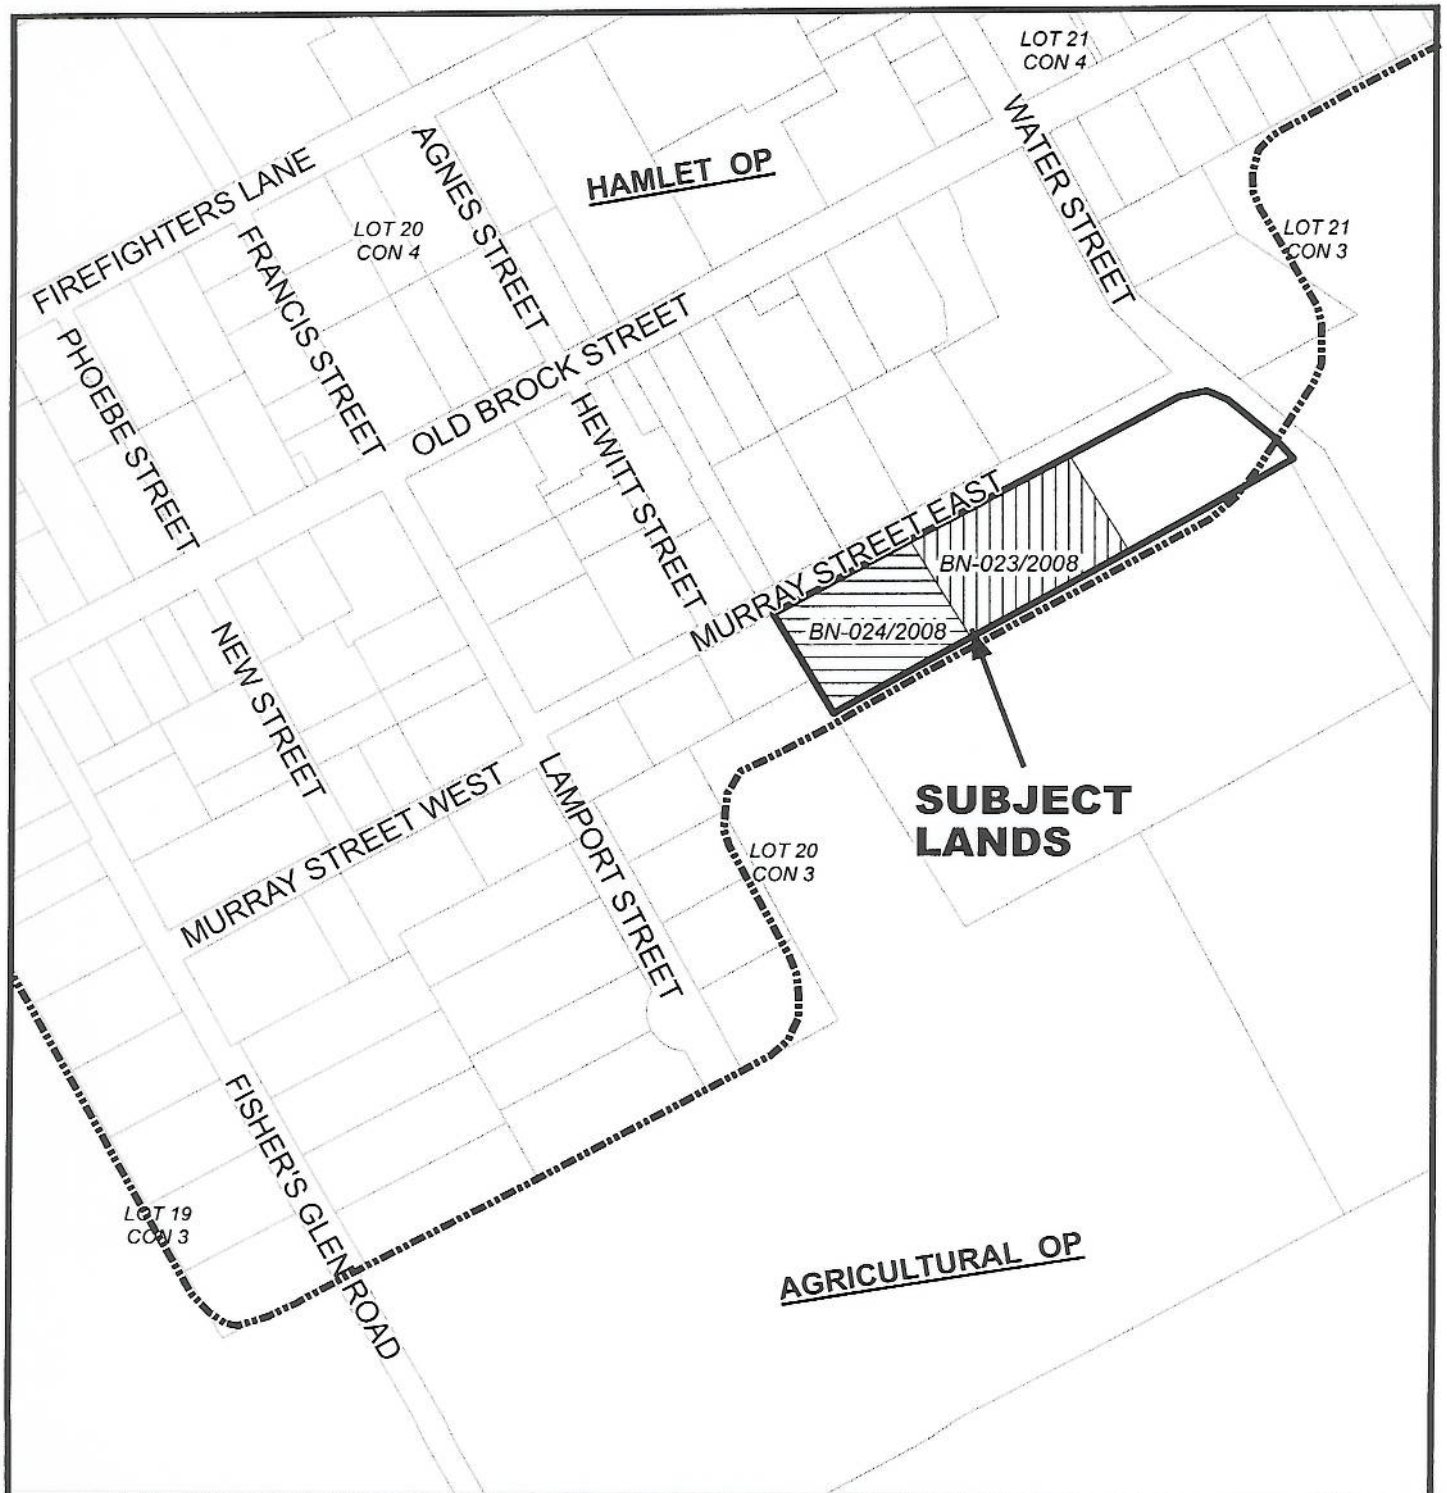 LOT 21
CON 4
WATER STREET
HAMLET OP
AGNES STREET
FIREFIGHTERS LANE
FRANCIS STREET
LOT 20
CON 4
LOT 21
CON 3
PHOEBE STREET
OLD BROCK STREET
HEWITT STREET
MURRAY STREET EAST
BN-023/2008
BN-024/2008
NEW STREET
MURRAY STREET WEST
LAMPORT STREET
SUBJECT
LANDS
LOT 20
CON 3
FISHER'S GLEN ROAD
LOT 19
CON 3
AGRICULTURAL OP